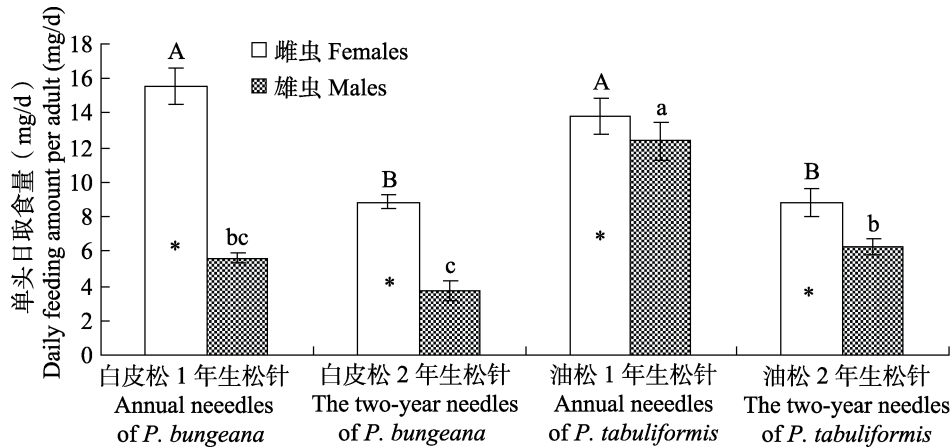 单头日取食量（mg/d）
Daily feeding amount per adult (mg/d)
18
16
14
12
10
8
6
4
2
0
雌虫 Females
雄虫 Males
A
*
bc
B
*
c
A
*
a
B
*
b
白皮松 1 年生松针
Annual neeedles
of P. bungeana
白皮松 2 年生松针
The two-year needles
of P. bungeana
油松 1 年生松针
Annual neeedles
of P. tabuliformis
油松 2 年生松针
The two-year needles
of P. tabuliformis